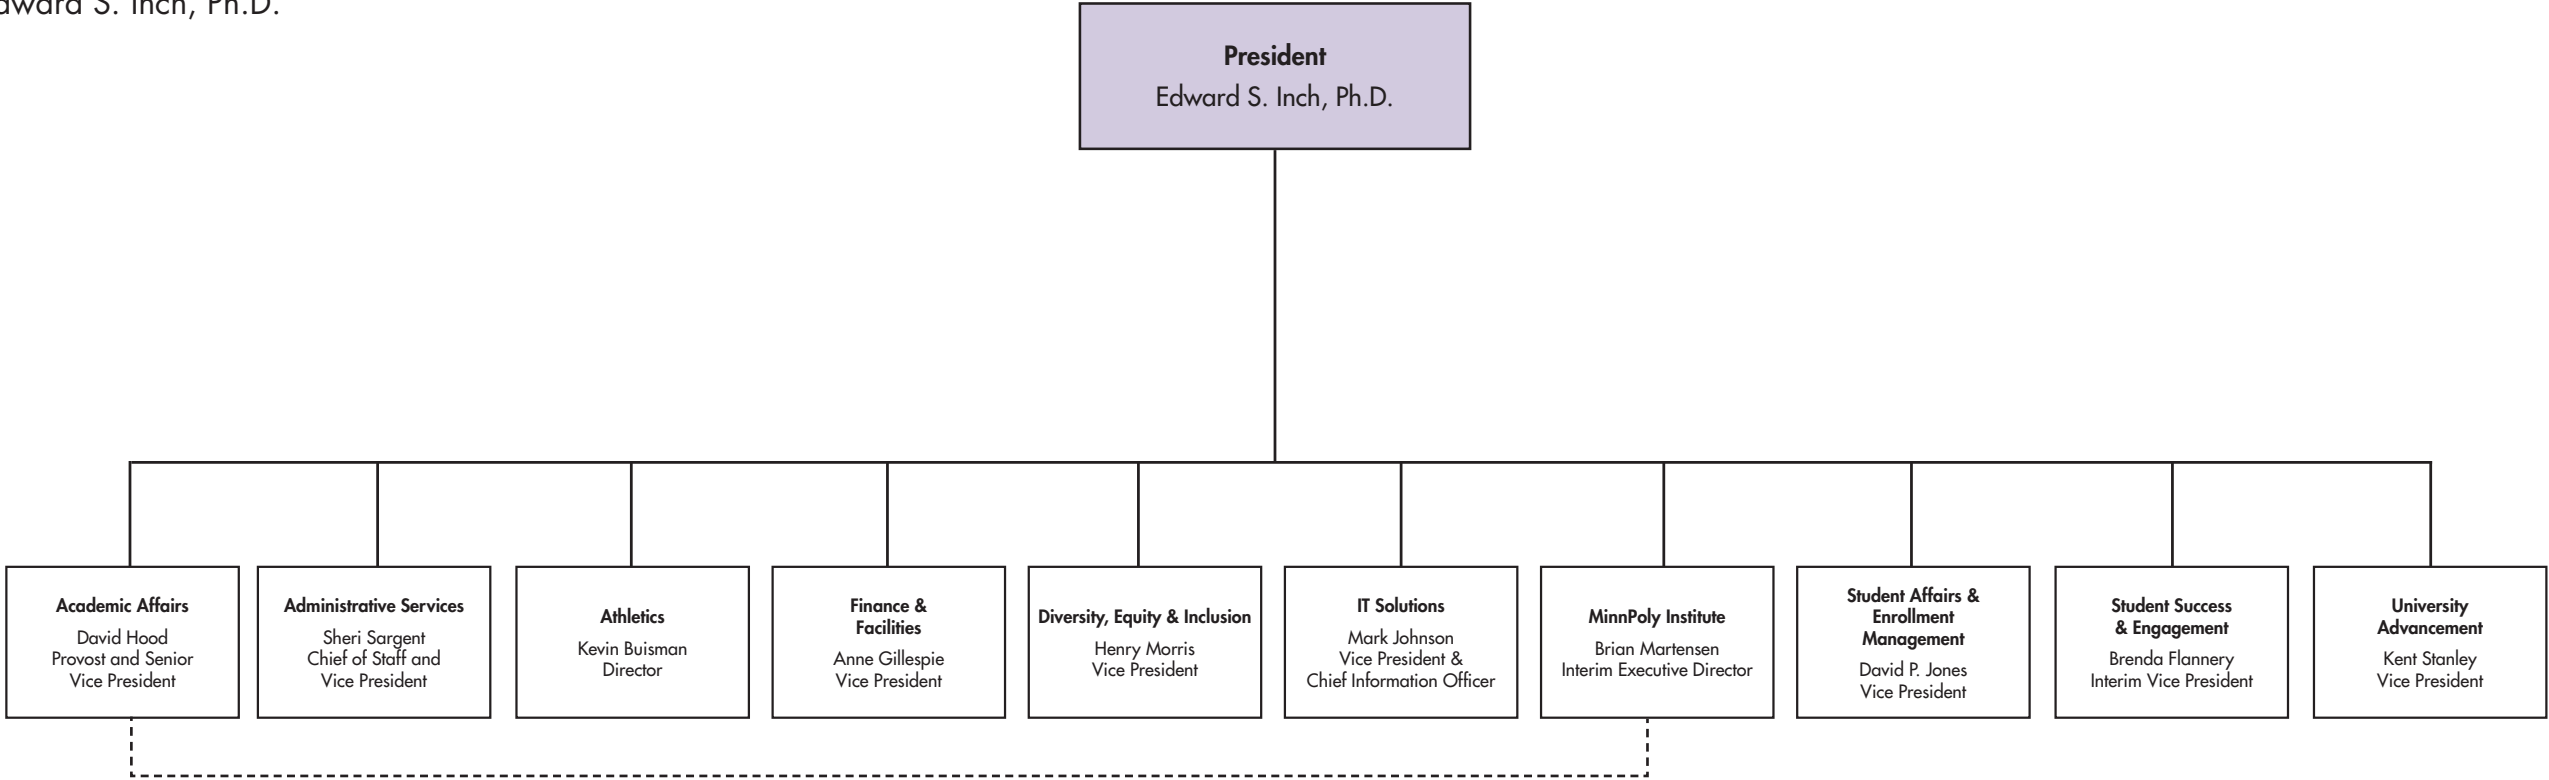 Edward S. Inch, Ph.D.
President
Edward S. Inch, Ph.D.
Academic Affairs
David Hood
Provost and Senior
Vice President
Administrative Services
Sheri Sargent
Chief of Staff and
Vice President
Athletics
Kevin Buisman
Director
Finance &
Facilities
Anne Gillespie
Vice President
Diversity, Equity & Inclusion
Henry Morris
Vice President
IT Solutions
Mark Johnson
Vice President &
Chief Information Officer
MinnPoly Institute
Brian Martensen
Interim Executive Director
Student Affairs &
Enrollment
Management
David P. Jones
Vice President
Student Success
& Engagement
Brenda Flannery
Interim Vice President
University
Advancement
Kent Stanley
Vice President